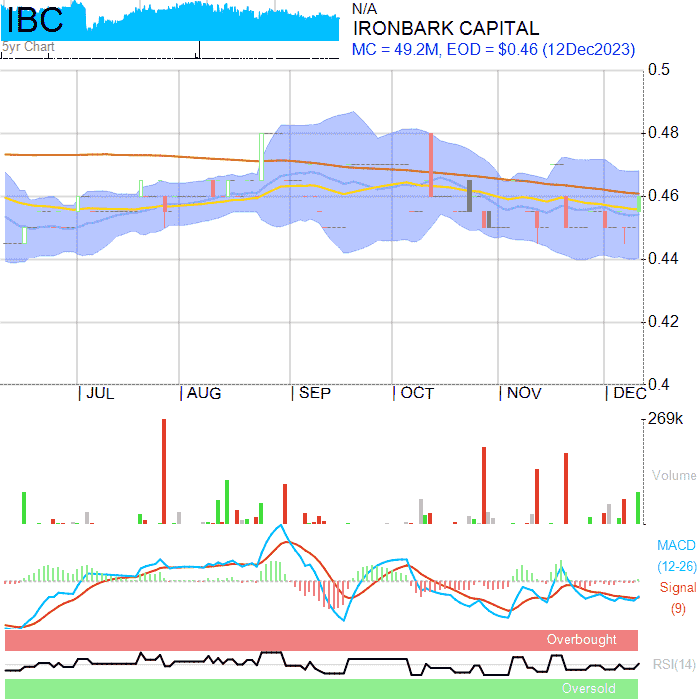 IBC
5yr Chart
N/A
IRONBARK CAPITAL
MC = 49.2M, EOD = $0.46 (12Dec2023)
0.5
0.48
0.46
0.44
0.42
0.4
JUL
AUG
SEP
OCT
NOV
DEC
269k
Volume
MACD
(12-26)
Signal
(9)
Overbought
RSI(14)
Oversold